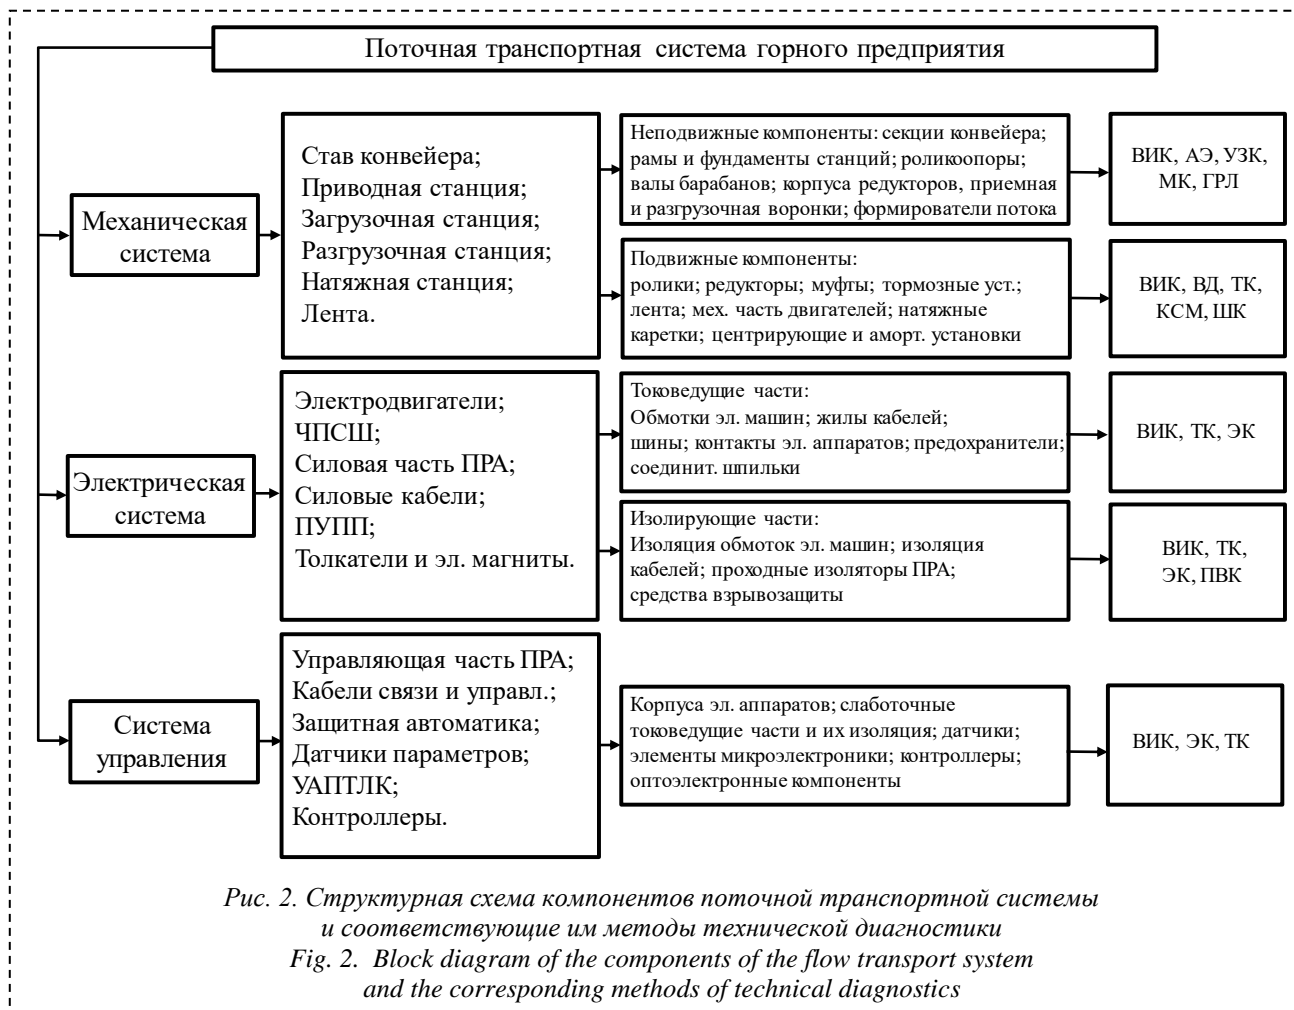 Поточная транспортная система горного предприятия
Механическая
система
Став конвейера;
Приводная станция;
Загрузочная станция;
Разгрузочная станция;
Натяжная станция;
Лента.
Неподвижные компоненты: секции конвейера;
рамы и фундаменты станций; роликоопоры;
валы барабанов; корпуса редукторов, приемная
и разгрузочная воронки; формирователи потока
ВИК, АЭ, УЗК,
МК, ГРЛ
Подвижные компоненты:
ролики; редукторы; муфты; тормозные уст.;
лента; мех. часть двигателей; натяжные
каретки; центрирующие и аморт. установки
ВИК, ВД, ТК,
КСМ, ШК
Электрическая
система
Электродвигатели;
ЧПСШ;
Силовая часть ПРА;
Силовые кабели;
ПУПП;
Толкатели и эл. магниты.
Токоведущие части:
Обмотки эл. машин; жилы кабелей;
шины; контакты эл. аппаратов; предохранители;
соединит. шпильки
ВИК, ТК, ЭК
Изолирующие части:
Изоляция обмоток эл. машин; изоляция
кабелей; проходные изоляторы ПРА;
средства взрывозащиты
ВИК, ТК,
ЭК, ПВК
Система
управления
Управляющая часть ПРА;
Кабели связи и управл.;
Защитная автоматика;
Датчики параметров;
УАПТЛК;
Контроллеры.
Корпуса эл. аппаратов; слаботочные
токоведущие части и их изоляция; датчики;
элементы микроэлектроники; контроллеры;
оптоэлектронные компоненты
ВИК, ЭК, ТК
Рис. 2. Структурная схема компонентов поточной транспортной системы
и соответствующие им методы технической диагностики
Fig. 2. Block diagram of the components of the flow transport system
and the corresponding methods of technical diagnostics